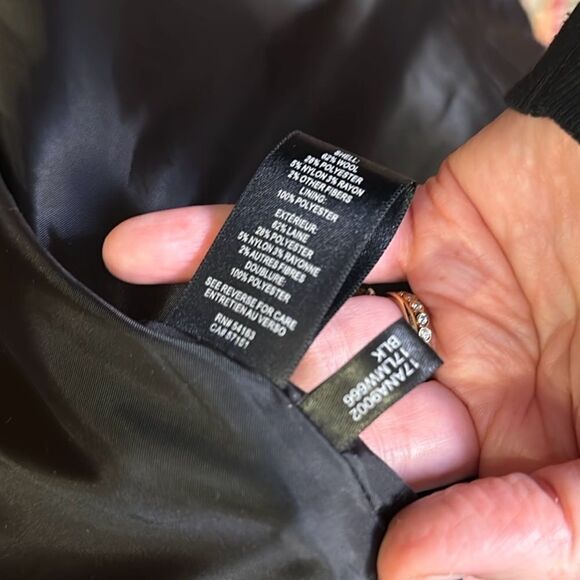 SHELL:
62% WOOL
28% POLYESTER
5% NYLON 3% RAYON
2% OTHER FIBERS
LINING:
100% POLYESTER
EXTÉRIEUR:
62% LAINE
28% POLYESTER
5% NYLON 3% RAYONNE
2% AUTRES FIBRES
DOUBLURE:
100% POLYESTER
SEE REVERSE FOR CARE
ENTRETIEN AU VERSO
RN# 54163
CA# 57151
17ANA9002
17LMW666
BLK